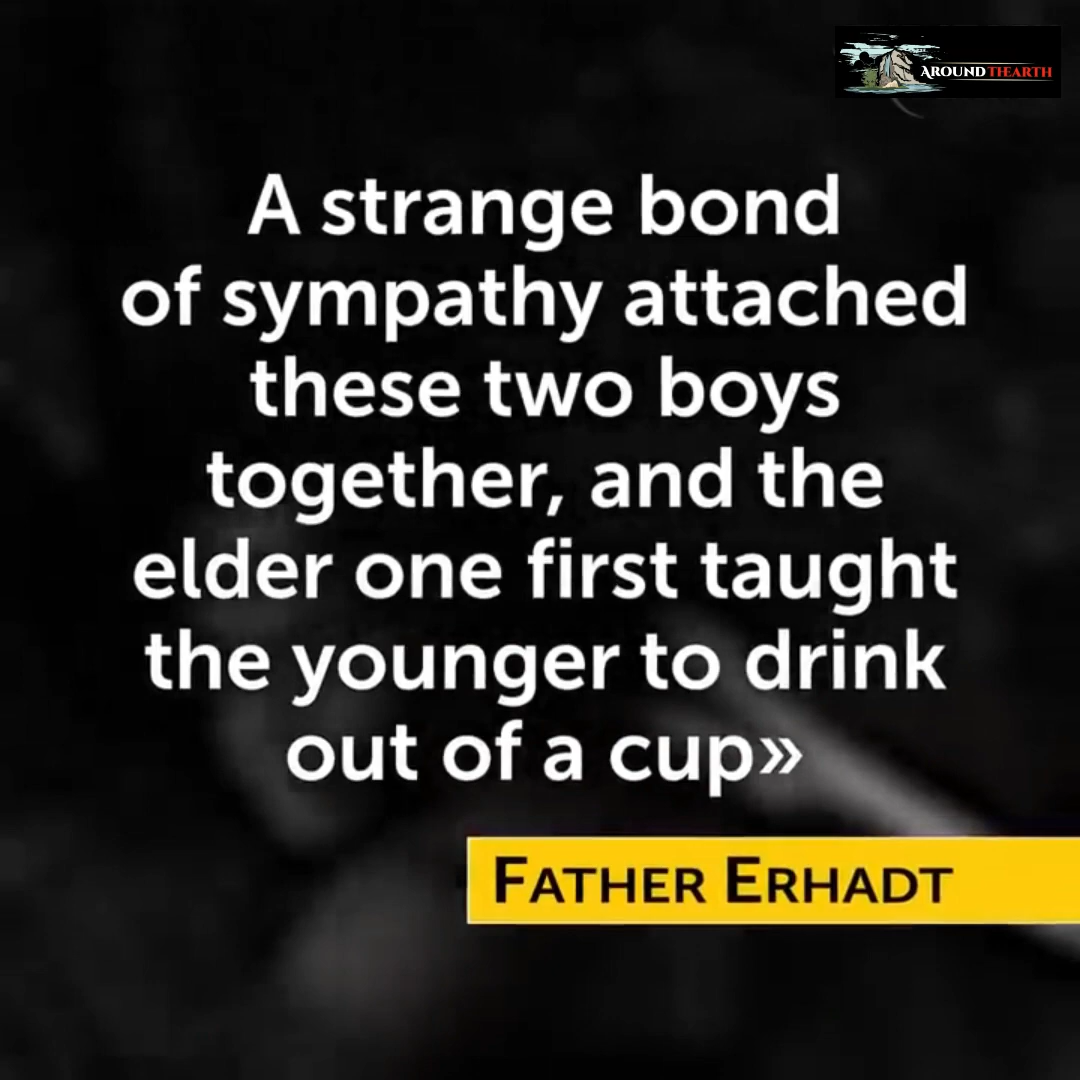 AROUND THEARTH
A strange bond
of sympathy attached
these two boys
together, and the
elder one first taught
the younger to drink
out of a cup»
FATHER ERHADT